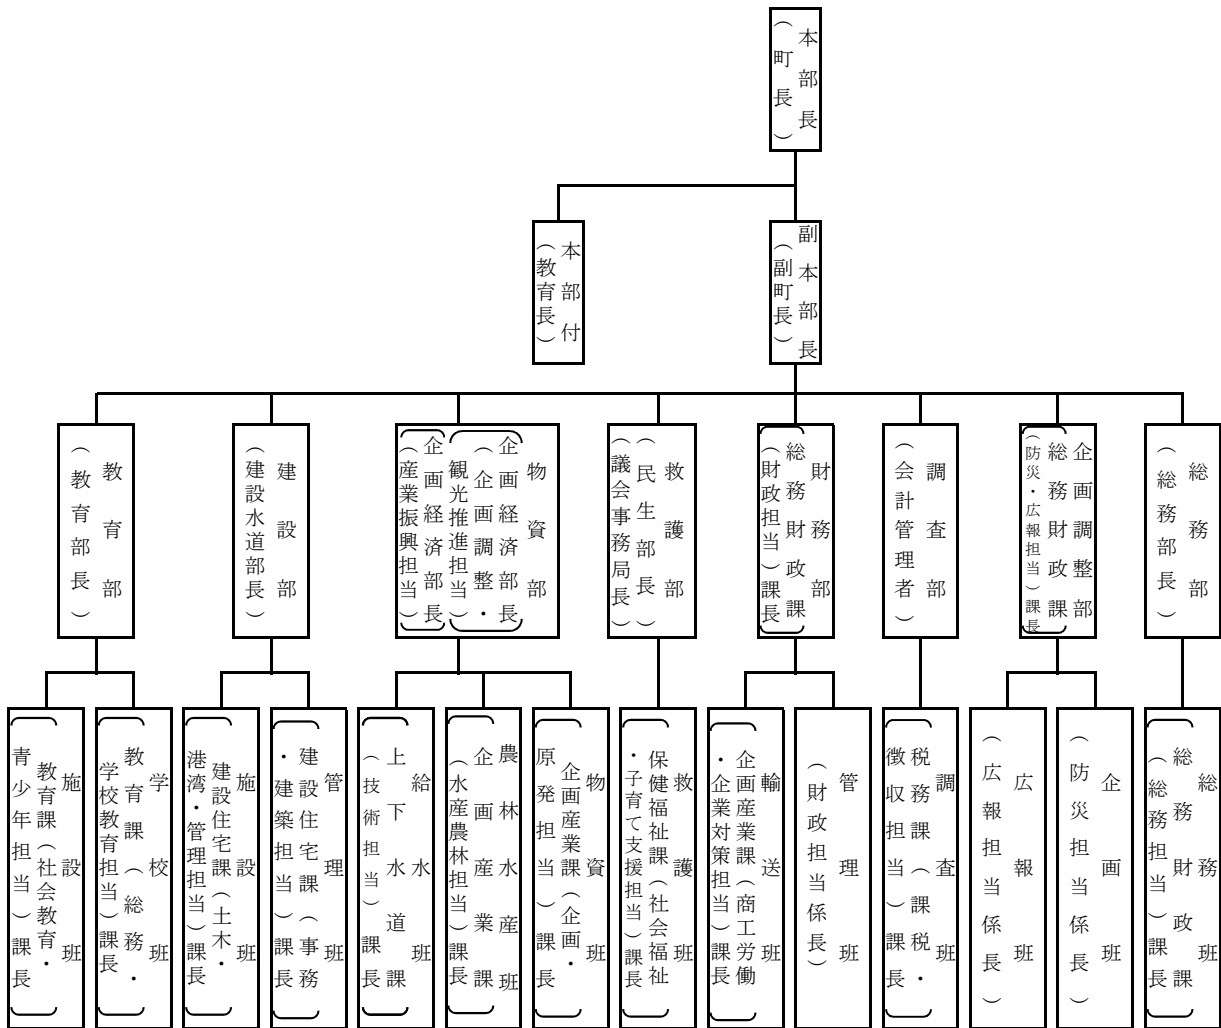 本部長
（町長）
副本部長
（副町長）
本部付
（教育長）
総務部
（総務部長）
企画調整部
総務財政課
（防災・広報担当）課長
調査部
（会計管理者）
財務部
総務財政課
（財政担当）課長
救護部
（民生部長）
（議会事務局長）
物資部
企画経済部長
（企画調整・
観光推進担当）
企画経済部長
（産業振興担当）
建設部
（建設水道部長）
教育部
（教育部長）
総務班
総務財政課
（総務担当）課長
企画班
（防災担当係長）
広報班
（広報担当係長）
調査班
税務課（課税・
徴収担当）課長
管理班
（財政担当係長）
輸送班
企画産業課（商工労働
・企業対策担当）課長
救護班
保健福祉課（社会福祉
・子育て支援担当）課長
物資班
企画産業課（企画・
原発担当）課長
農林水産班
企画産業課
（水産農林担当）課長
給水班
上下水道課
（技術担当）課長
管理班
建設住宅課（事務
・建築担当）課長
施設班
建設住宅課（土木・
港湾・管理担当）課長
学校班
教育課（総務・
学校教育担当）課長
施設班
教育課（社会教育・
青少年担当）課長